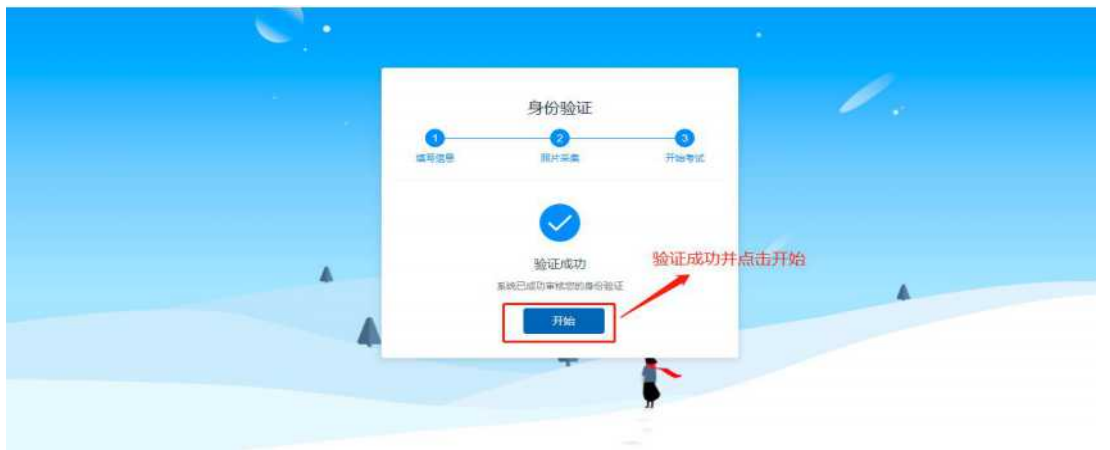 身份验证
1 2 3
填写信息 照片采集 开始考试
验证成功
验证成功并点击开始
系统已成功审核您的身份验证
开始